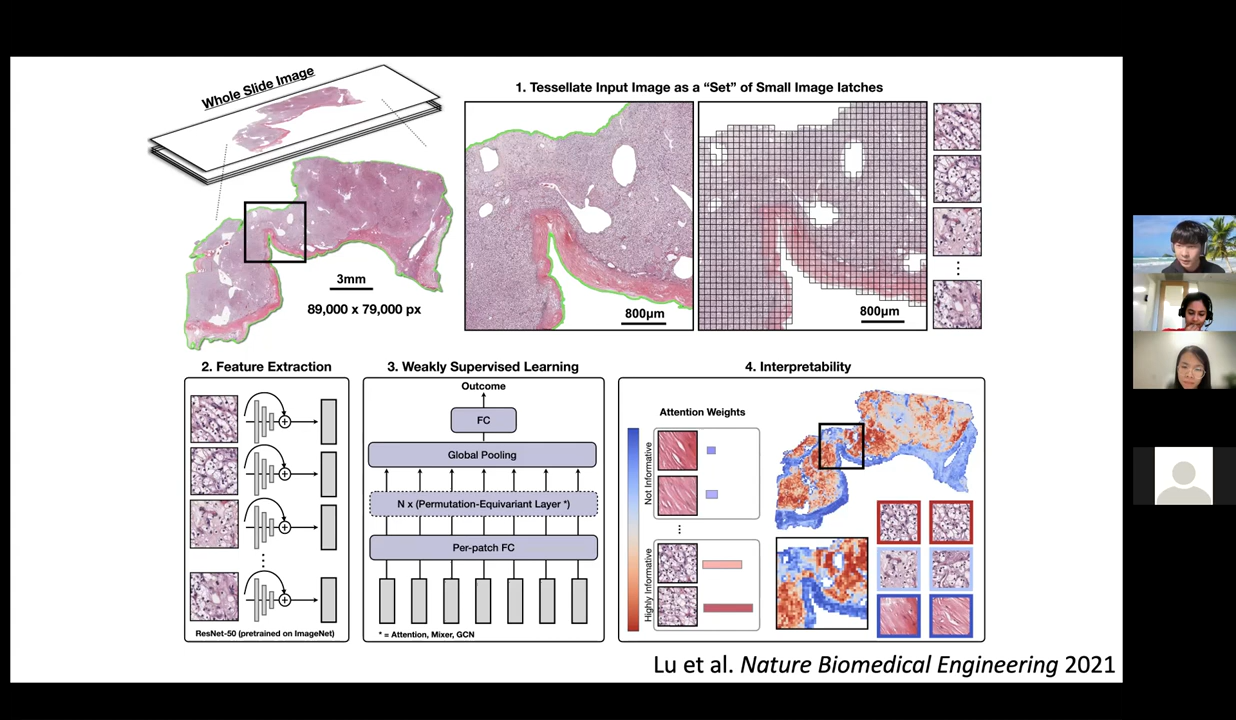 Whole Slide Image
3mm
89,000 x 79,000 px
1. Tessellate Input Image as a “Set” of Small Image latches
800μm
800μm
2. Feature Extraction
ResNet-50 (pretrained on ImageNet)
3. Weakly Supervised Learning
Outcome
FC
Global Pooling
N x (Permutation-Equivariant Layer *)
Per-patch FC
* = Attention, Mixer, GCN
4. Interpretability
Attention Weights
Not Informative
Highly Informative
Lu et al. Nature Biomedical Engineering 2021